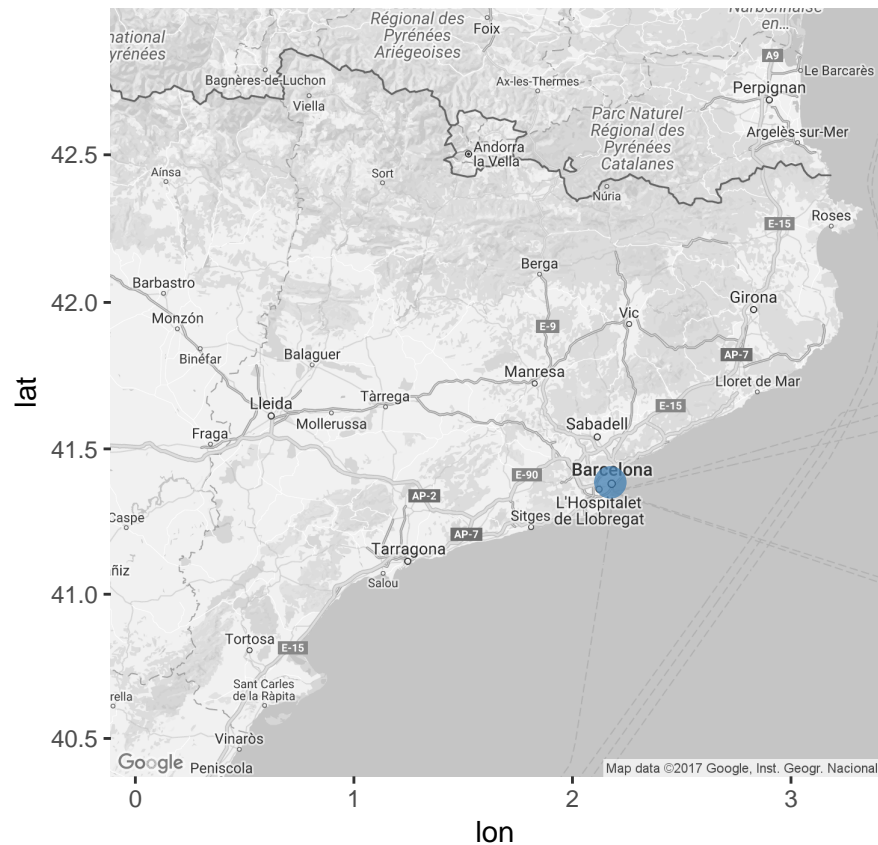 Narbonnaise
en...
Régional des
Pyrénées
Ariégeoises
Foix
national
yrénées
A9
Le Barcarès
Bagnères-de-Luchon
Ax-les-Thermes
Perpignan
Viella
Parc Naturel
Régional des
Pyrénées
Catalanes
Argelès-sur-Mer
Andorra
la Vella
42.5
Aínsa
Sort
Núria
Roses
E-15
Berga
Barbastro
42.0
Girona
Monzón
Vic
E-9
Binéfar
Balaguer
AP-7
Manresa
Lloret de Mar
lat
Lleida
Tàrrega
E-15
Mollerussa
Sabadell
Fraga
41.5
Barcelona
E-90
AP-2
L'Hospitalet
de Llobregat
Sitges
Caspe
AP-7
Tarragona
ñiz
Salou
41.0
Tortosa
E-15
Sant Carles
de la Ràpita
rella
40.5
Vinaròs
Google
Peníscola
Map data ©2017 Google, Inst. Geogr. Nacional
0
1
2
3
lon